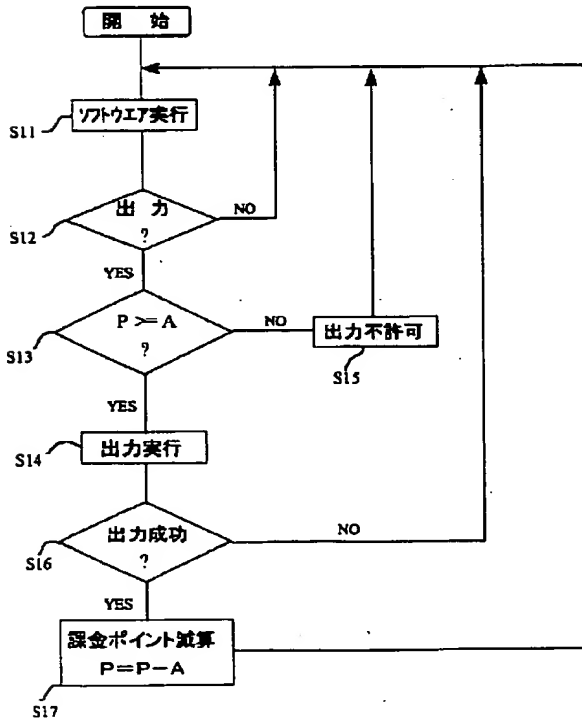 開 始
ソフトウエア実行
S11
出 力
?
NO
S12
YES
P >= A
?
NO
出力不許可
S13
S15
YES
出力実行
S14
出力成功
?
NO
S16
YES
課金ポイント減算
P=P-A
S17